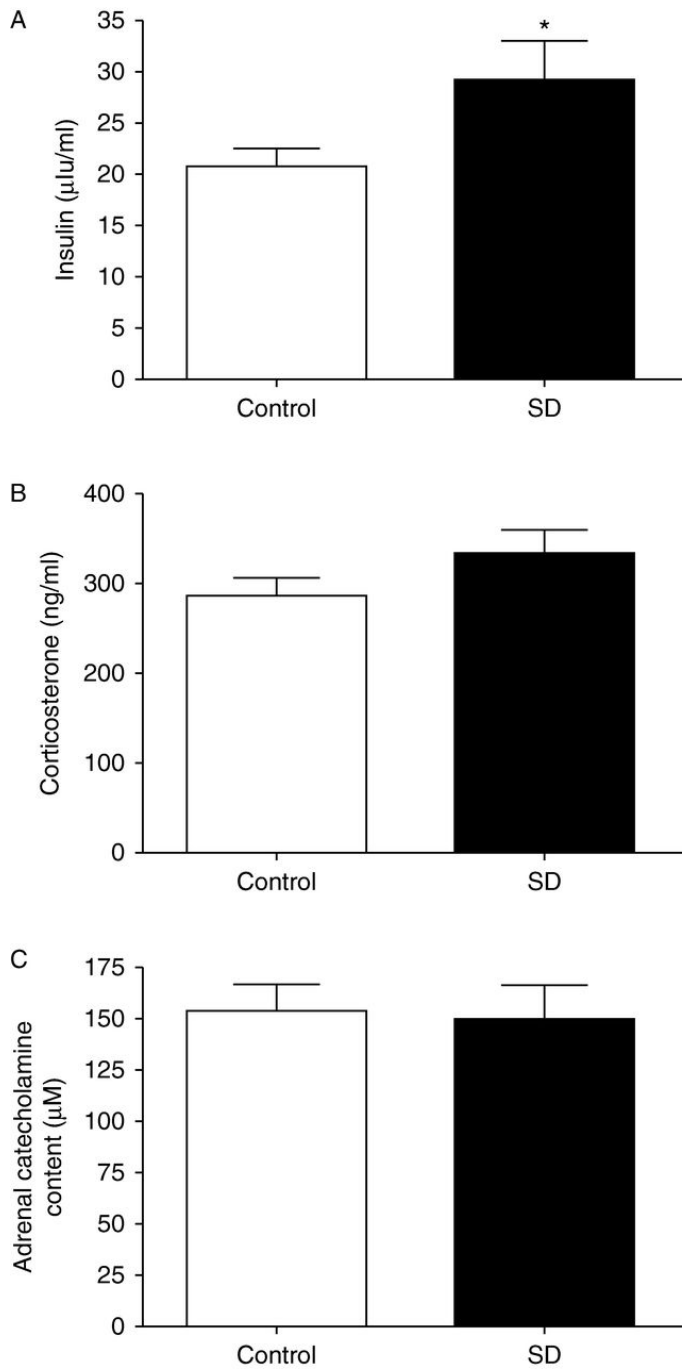 A
Insulin (μIu/ml)
35
30
25
20
15
10
5
0
*
Control SD
B
Corticosterone (ng/ml)
400
300
200
100
0
Control SD
C
Adrenal catecholamine
content (μM)
175
150
125
100
75
50
25
0
Control SD